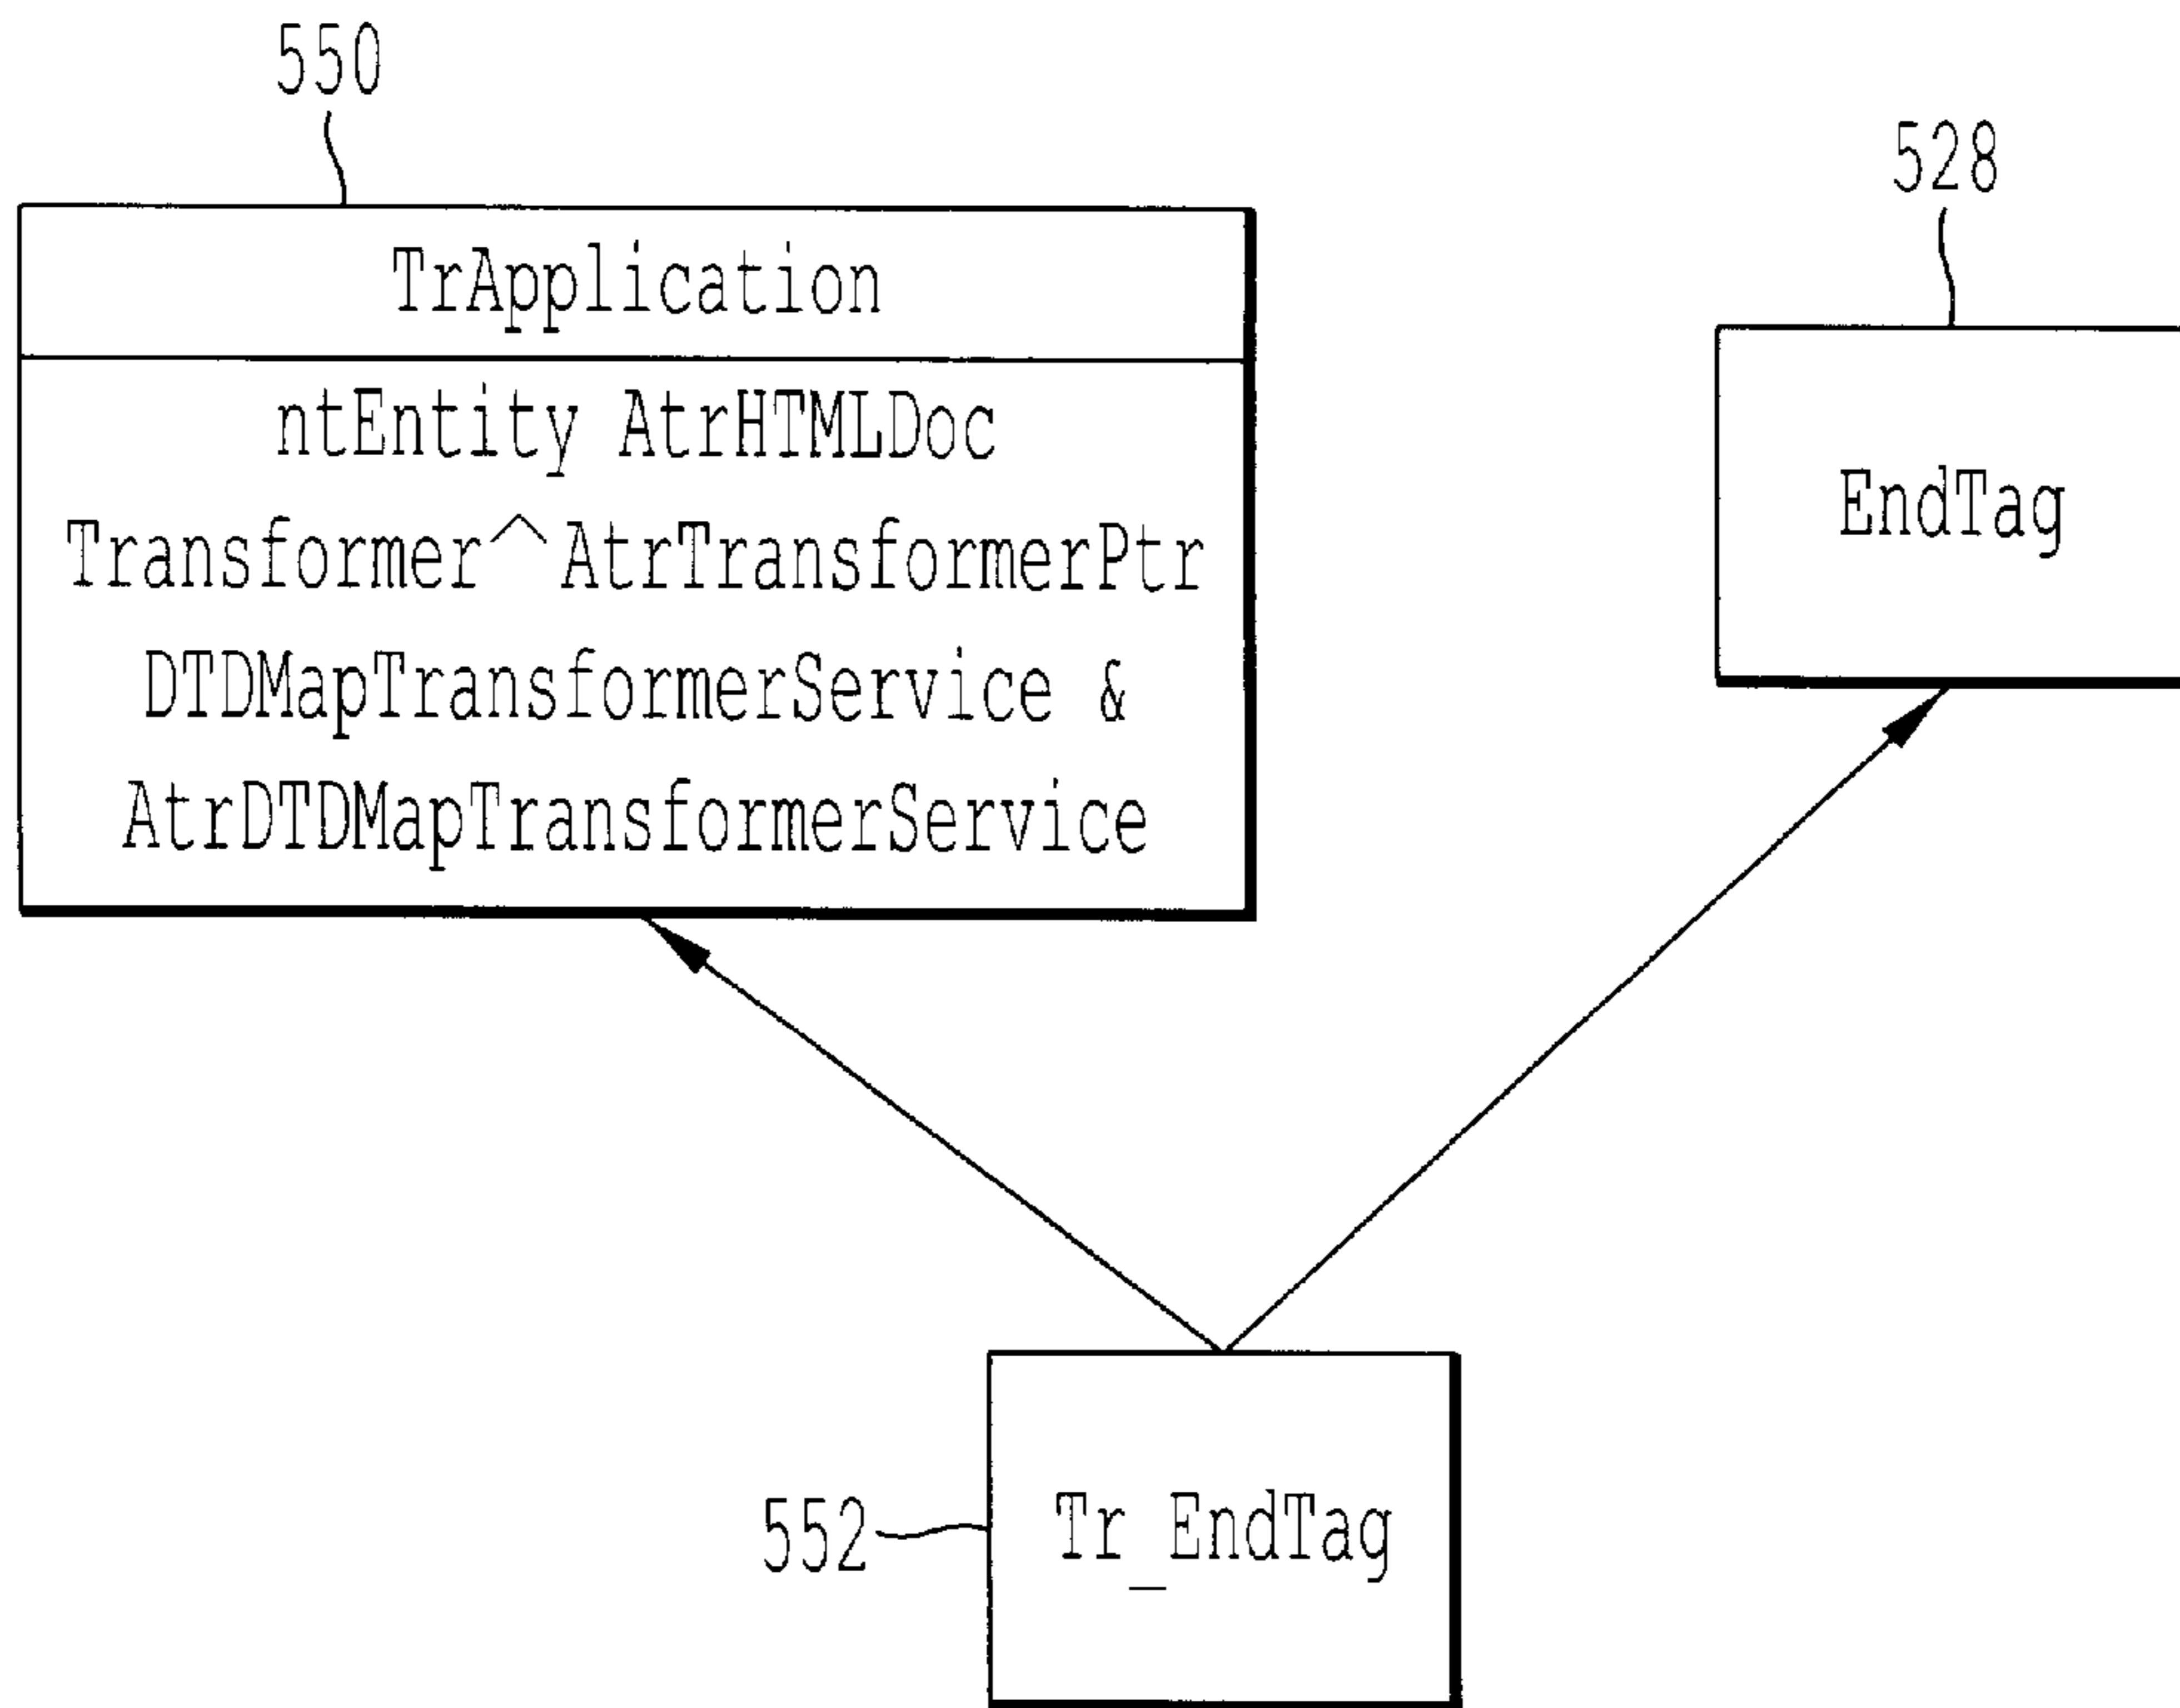 550
528
TrApplication
ntEntity AtrHTMLDoc
Transformer^AtrTransformerPtr
DTDMapTransformerService &
AtrDTDMapTransformerService
EndTag
552
Tr_EndTag